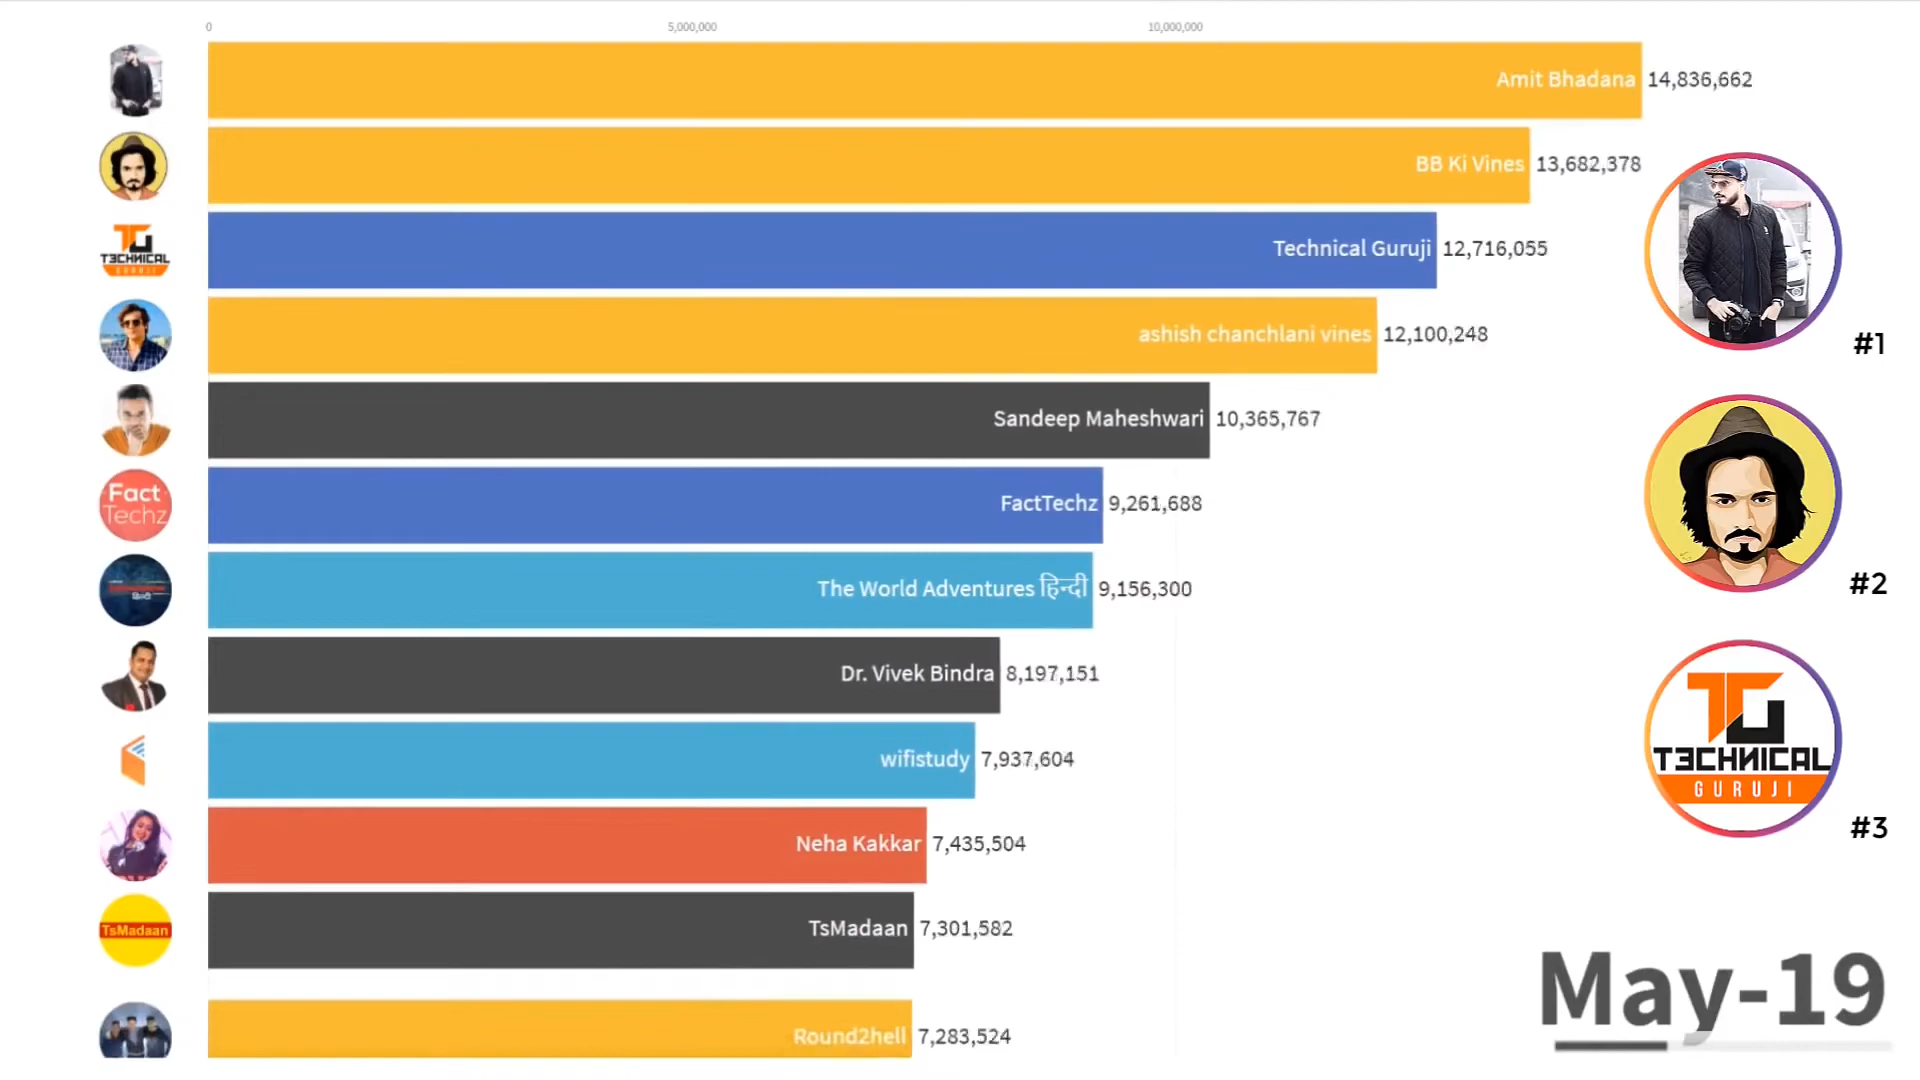 0 5,000,000 10,000,000
Amit Bhadana 14,836,662
BB Ki Vines 13,682,378
TECHNICAL
GURUJI
Technical Guruji 12,716,055
ashish chanchlani vines 12,100,248
#1
Sandeep Maheshwari 10,365,767
Fact
Techz
FactTechz 9,261,688
हिन्दी
The World Adventures हिन्दी 9,156,300
#2
Dr. Vivek Bindra 8,197,151
wifistudy 7,937,604
TECHNICAL
GURUJI
#3
Neha Kakkar 7,435,504
TsMadaan
TsMadaan 7,301,582
Round2hell 7,283,524
May-19